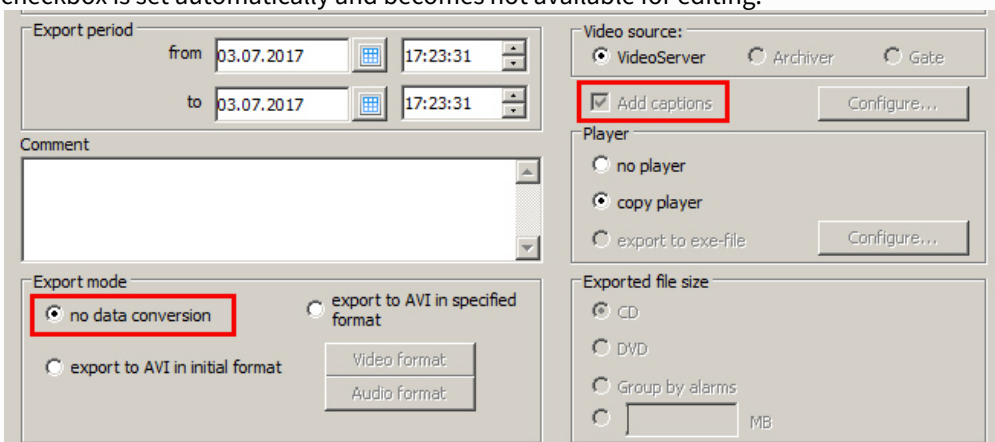 checkbox is set automatically and becomes not available for editing.
Export period
from 03.07.2017 17:23:31
to 03.07.2017 17:23:31
Comment
Export mode
no data conversion
export to AVI in specified
format
export to AVI in initial format
Video format
Audio format
Video source:
VideoServer Archiver Gate
Add captions Configure...
Player
no player
copy player
export to exe-file Configure...
Exported file size
CD
DVD
Group by alarms
MB